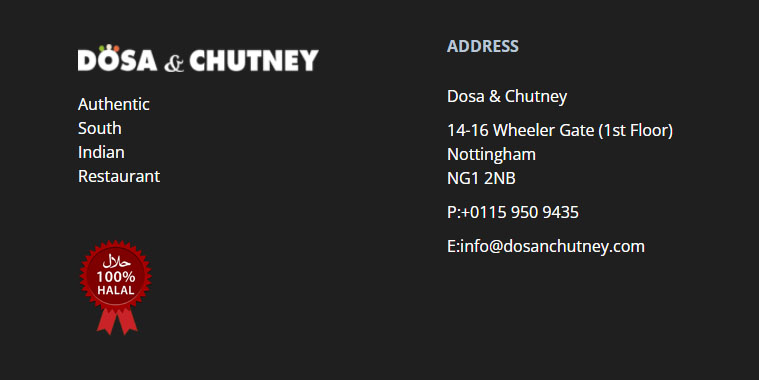 DOSA & CHUTNEY
Authentic
South
Indian
Restaurant
حلال
100%
HALAL
ADDRESS
Dosa & Chutney
14-16 Wheeler Gate (1st Floor)
Nottingham
NG1 2NB
P:+0115 950 9435
E:info@dosanchutney.com